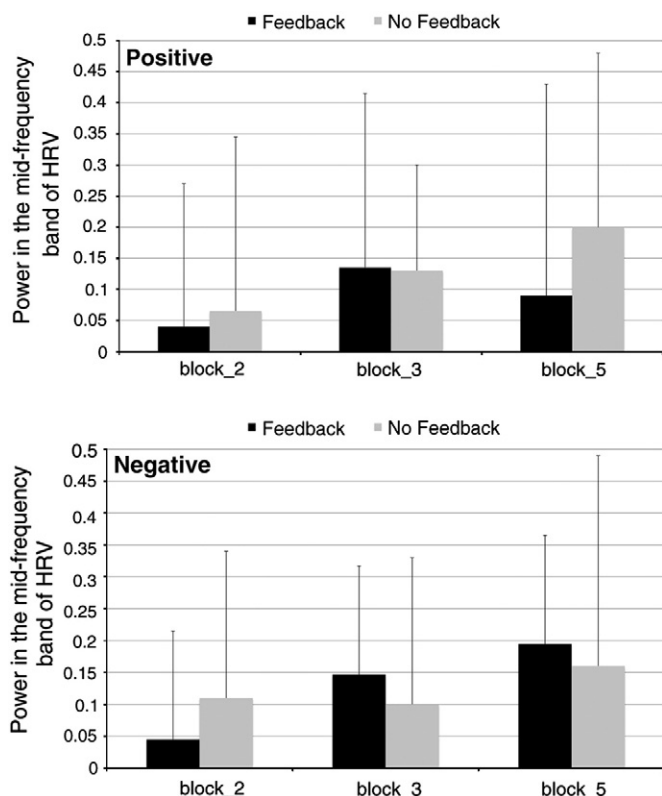 Feedback No Feedback
Positive
Power in the mid-frequency
band of HRV
0.5
0.45
0.4
0.35
0.3
0.25
0.2
0.15
0.1
0.05
0
block_2 block_3 block_5
Feedback No Feedback
Negative
Power in the mid-frequency
band of HRV
0.5
0.45
0.4
0.35
0.3
0.25
0.2
0.15
0.1
0.05
0
block_2 block_3 block_5